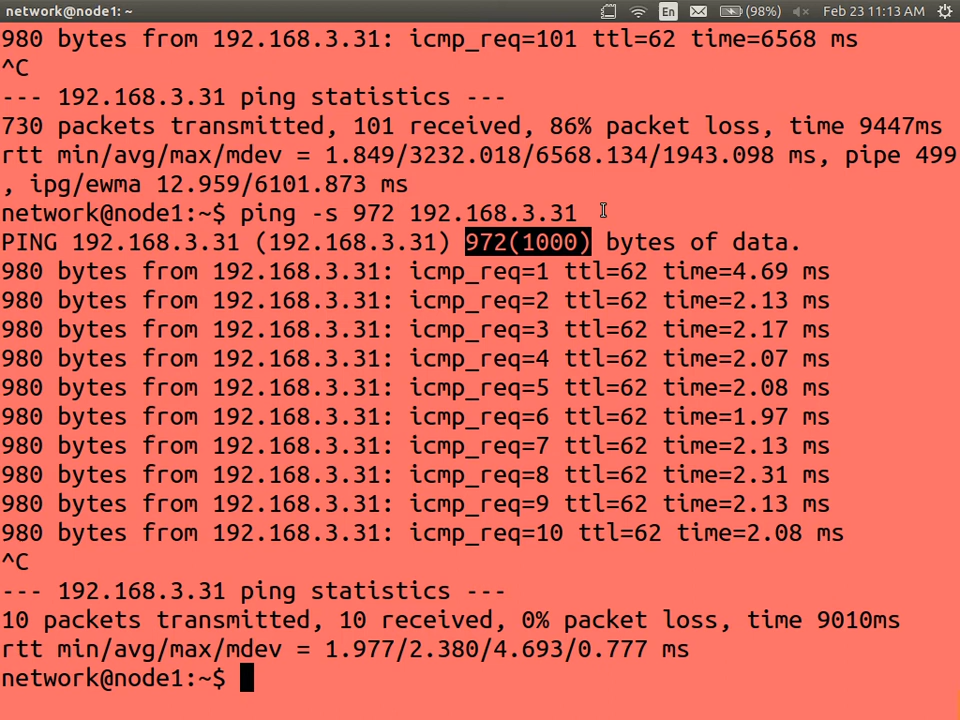 network@node1: ~ En (98%) Feb 23 11:13 AM
980 bytes from 192.168.3.31: icmp_req=101 ttl=62 time=6568 ms
^C
--- 192.168.3.31 ping statistics ---
730 packets transmitted, 101 received, 86% packet loss, time 9447ms
rtt min/avg/max/mdev = 1.849/3232.018/6568.134/1943.098 ms, pipe 499
, ipg/ewma 12.959/6101.873 ms
network@node1:~$ ping -s 972 192.168.3.31
PING 192.168.3.31 (192.168.3.31) 972(1000) bytes of data.
980 bytes from 192.168.3.31: icmp_req=1 ttl=62 time=4.69 ms
980 bytes from 192.168.3.31: icmp_req=2 ttl=62 time=2.13 ms
980 bytes from 192.168.3.31: icmp_req=3 ttl=62 time=2.17 ms
980 bytes from 192.168.3.31: icmp_req=4 ttl=62 time=2.07 ms
980 bytes from 192.168.3.31: icmp_req=5 ttl=62 time=2.08 ms
980 bytes from 192.168.3.31: icmp_req=6 ttl=62 time=1.97 ms
980 bytes from 192.168.3.31: icmp_req=7 ttl=62 time=2.13 ms
980 bytes from 192.168.3.31: icmp_req=8 ttl=62 time=2.31 ms
980 bytes from 192.168.3.31: icmp_req=9 ttl=62 time=2.13 ms
980 bytes from 192.168.3.31: icmp_req=10 ttl=62 time=2.08 ms
^C
--- 192.168.3.31 ping statistics ---
10 packets transmitted, 10 received, 0% packet loss, time 9010ms
rtt min/avg/max/mdev = 1.977/2.380/4.693/0.777 ms
network@node1:~$